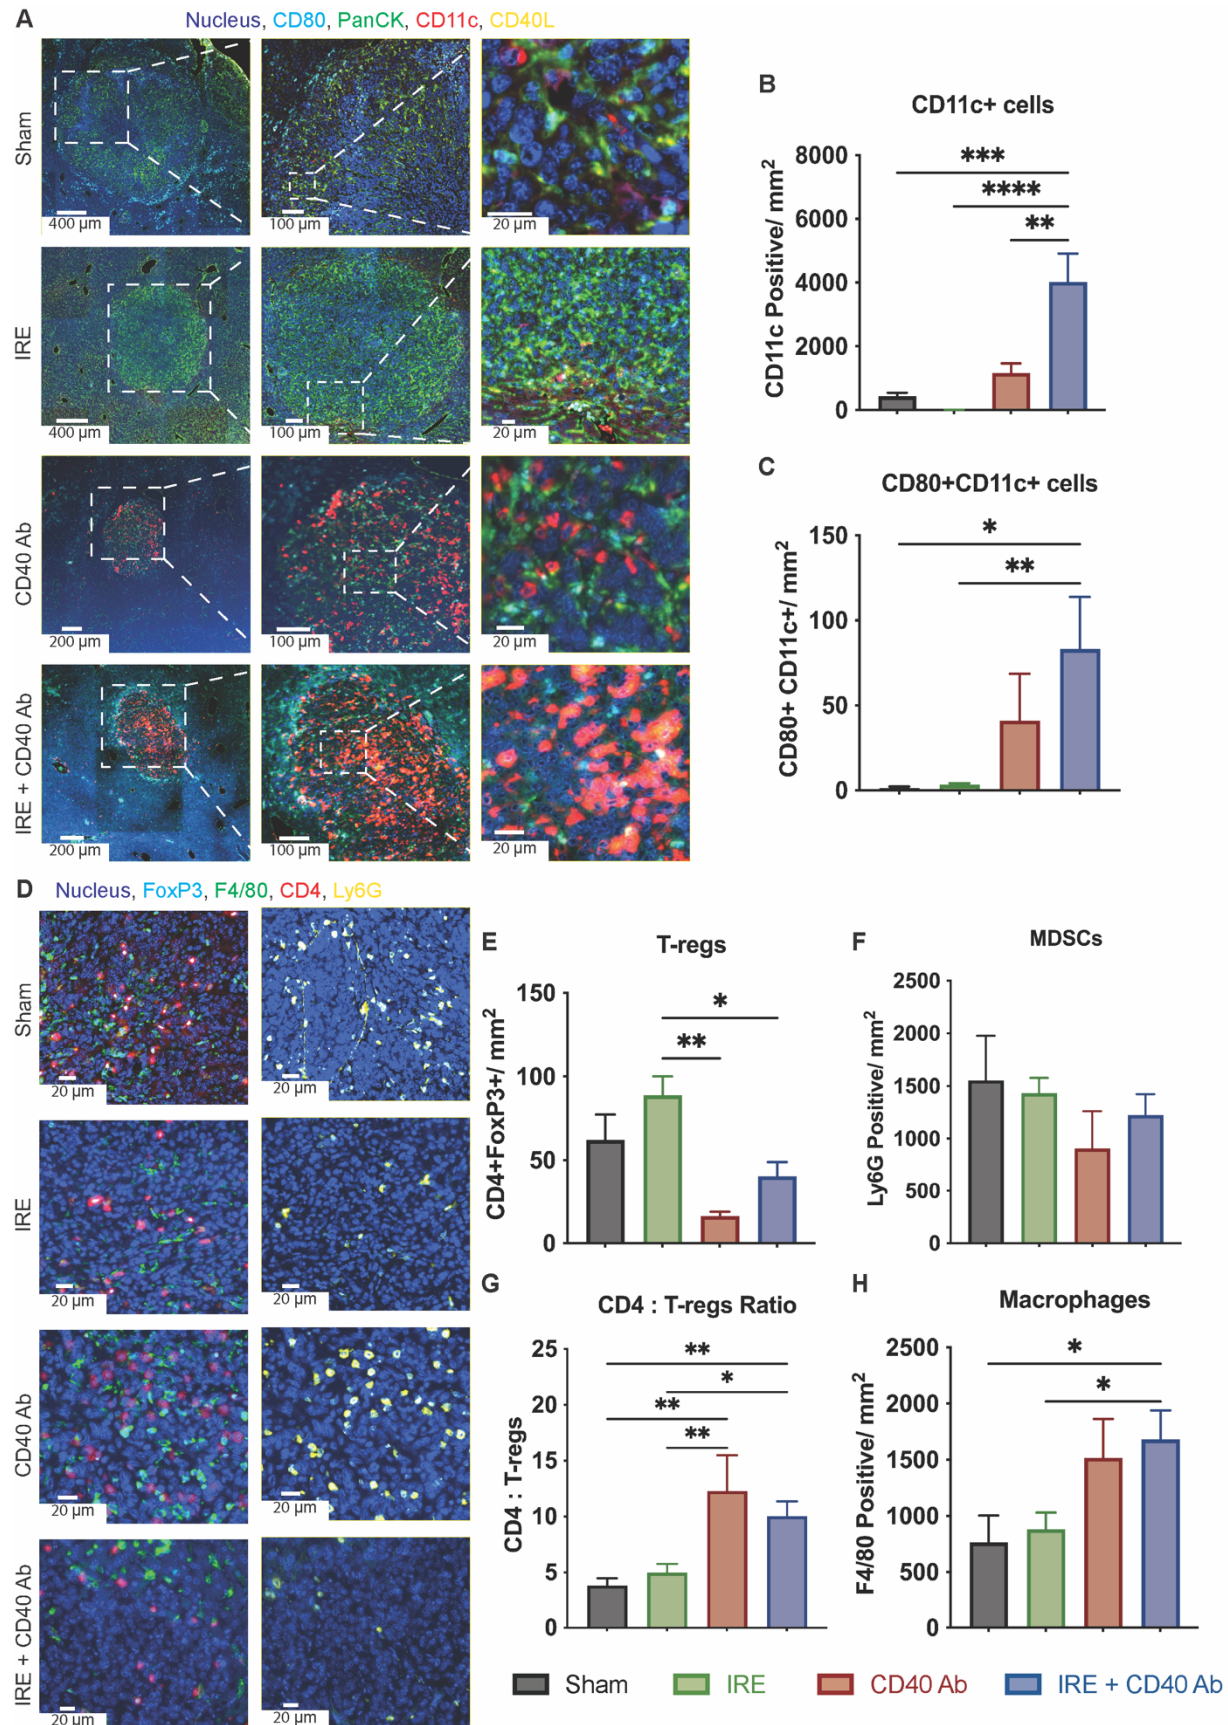 A Nucleus, CD80, PanCK, CD11c, CD40L
Sham
400 µm
100 µm
20 µm
IRE
400 µm
100 µm
20 µm
CD40 Ab
200 µm
100 µm
20 µm
IRE + CD40 Ab
200 µm
100 µm
20 µm
B
CD11c+ cells
CD11c Positive/ mm²
8000
6000
4000
2000
0
***
****
**
C
CD80+CD11c+ cells
CD80+ CD11c+/ mm²
150
100
50
0
*
**
D Nucleus, FoxP3, F4/80, CD4, Ly6G
Sham
20 µm
20 µm
IRE
20 µm
20 µm
CD40 Ab
20 µm
20 µm
IRE + CD40 Ab
20 µm
20 µm
E
T-regs
CD4+FoxP3+/ mm²
150
100
50
0
*
**
F
MDSCs
Ly6G Positive/ mm²
2500
2000
1500
1000
500
0
G
CD4 : T-regs Ratio
CD4 : T-regs
25
20
15
10
5
0
**
*
**
**
H
Macrophages
F4/80 Positive/ mm²
2500
2000
1500
1000
500
0
*
*
Sham IRE CD40 Ab IRE + CD40 Ab